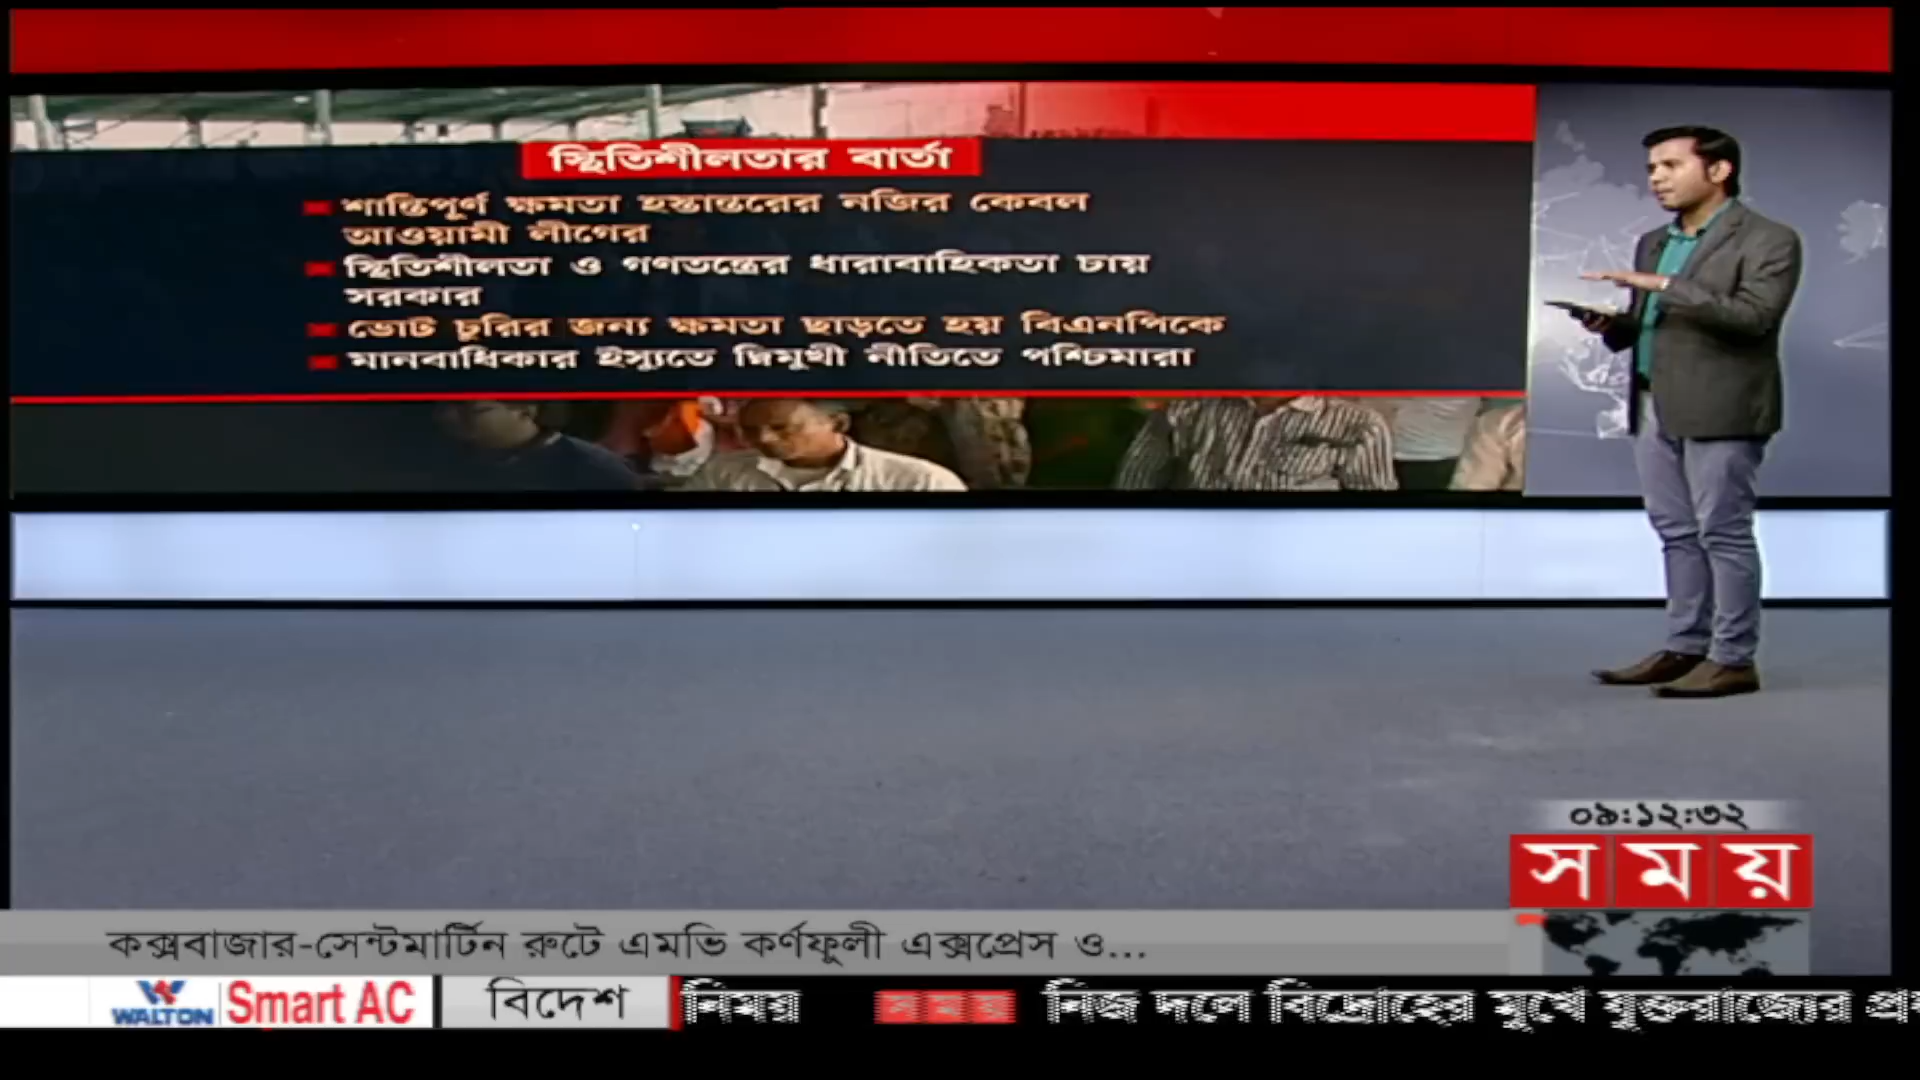 স্থিতিশীলতার বার্তা
শান্তিপূর্ণ ক্ষমতা হস্তান্তরের নজির কেবল
আওয়ামী লীগের
স্থিতিশীলতা ও গণতন্ত্রের ধারাবাহিকতা চায়
সরকার
ভোট চুরির জন্য ক্ষমতা ছাড়তে হয় বিএনপিকে
মানবাধিকার ইস্যুতে দ্বিমুখী নীতিতে পশ্চিমারা
০৯:১২:৩২
সময়
কক্সবাজার-সেন্টমার্টিন রুটে এমভি কর্ণফুলী এক্সপ্রেস ও...
WALTON Smart AC বিদেশ সময় নিজ দলে বিদ্রোহের মুখে যুক্তরাজ্যের